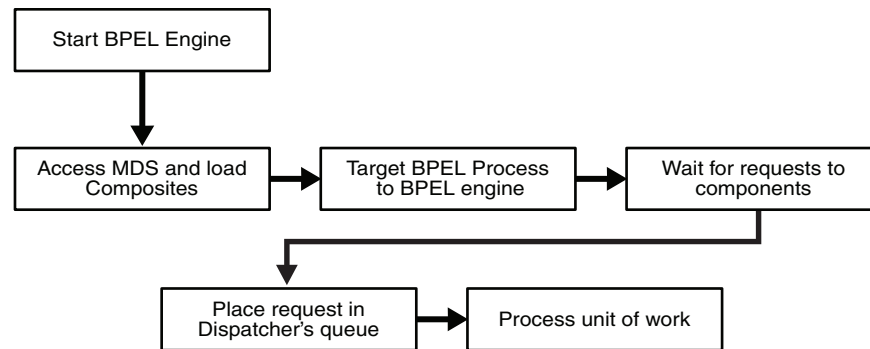 Start BPEL Engine
Access MDS and load
Composites
Target BPEL Process
to BPEL engine
Wait for requests to
components
Place request in
Dispatcher's queue
Process unit of work